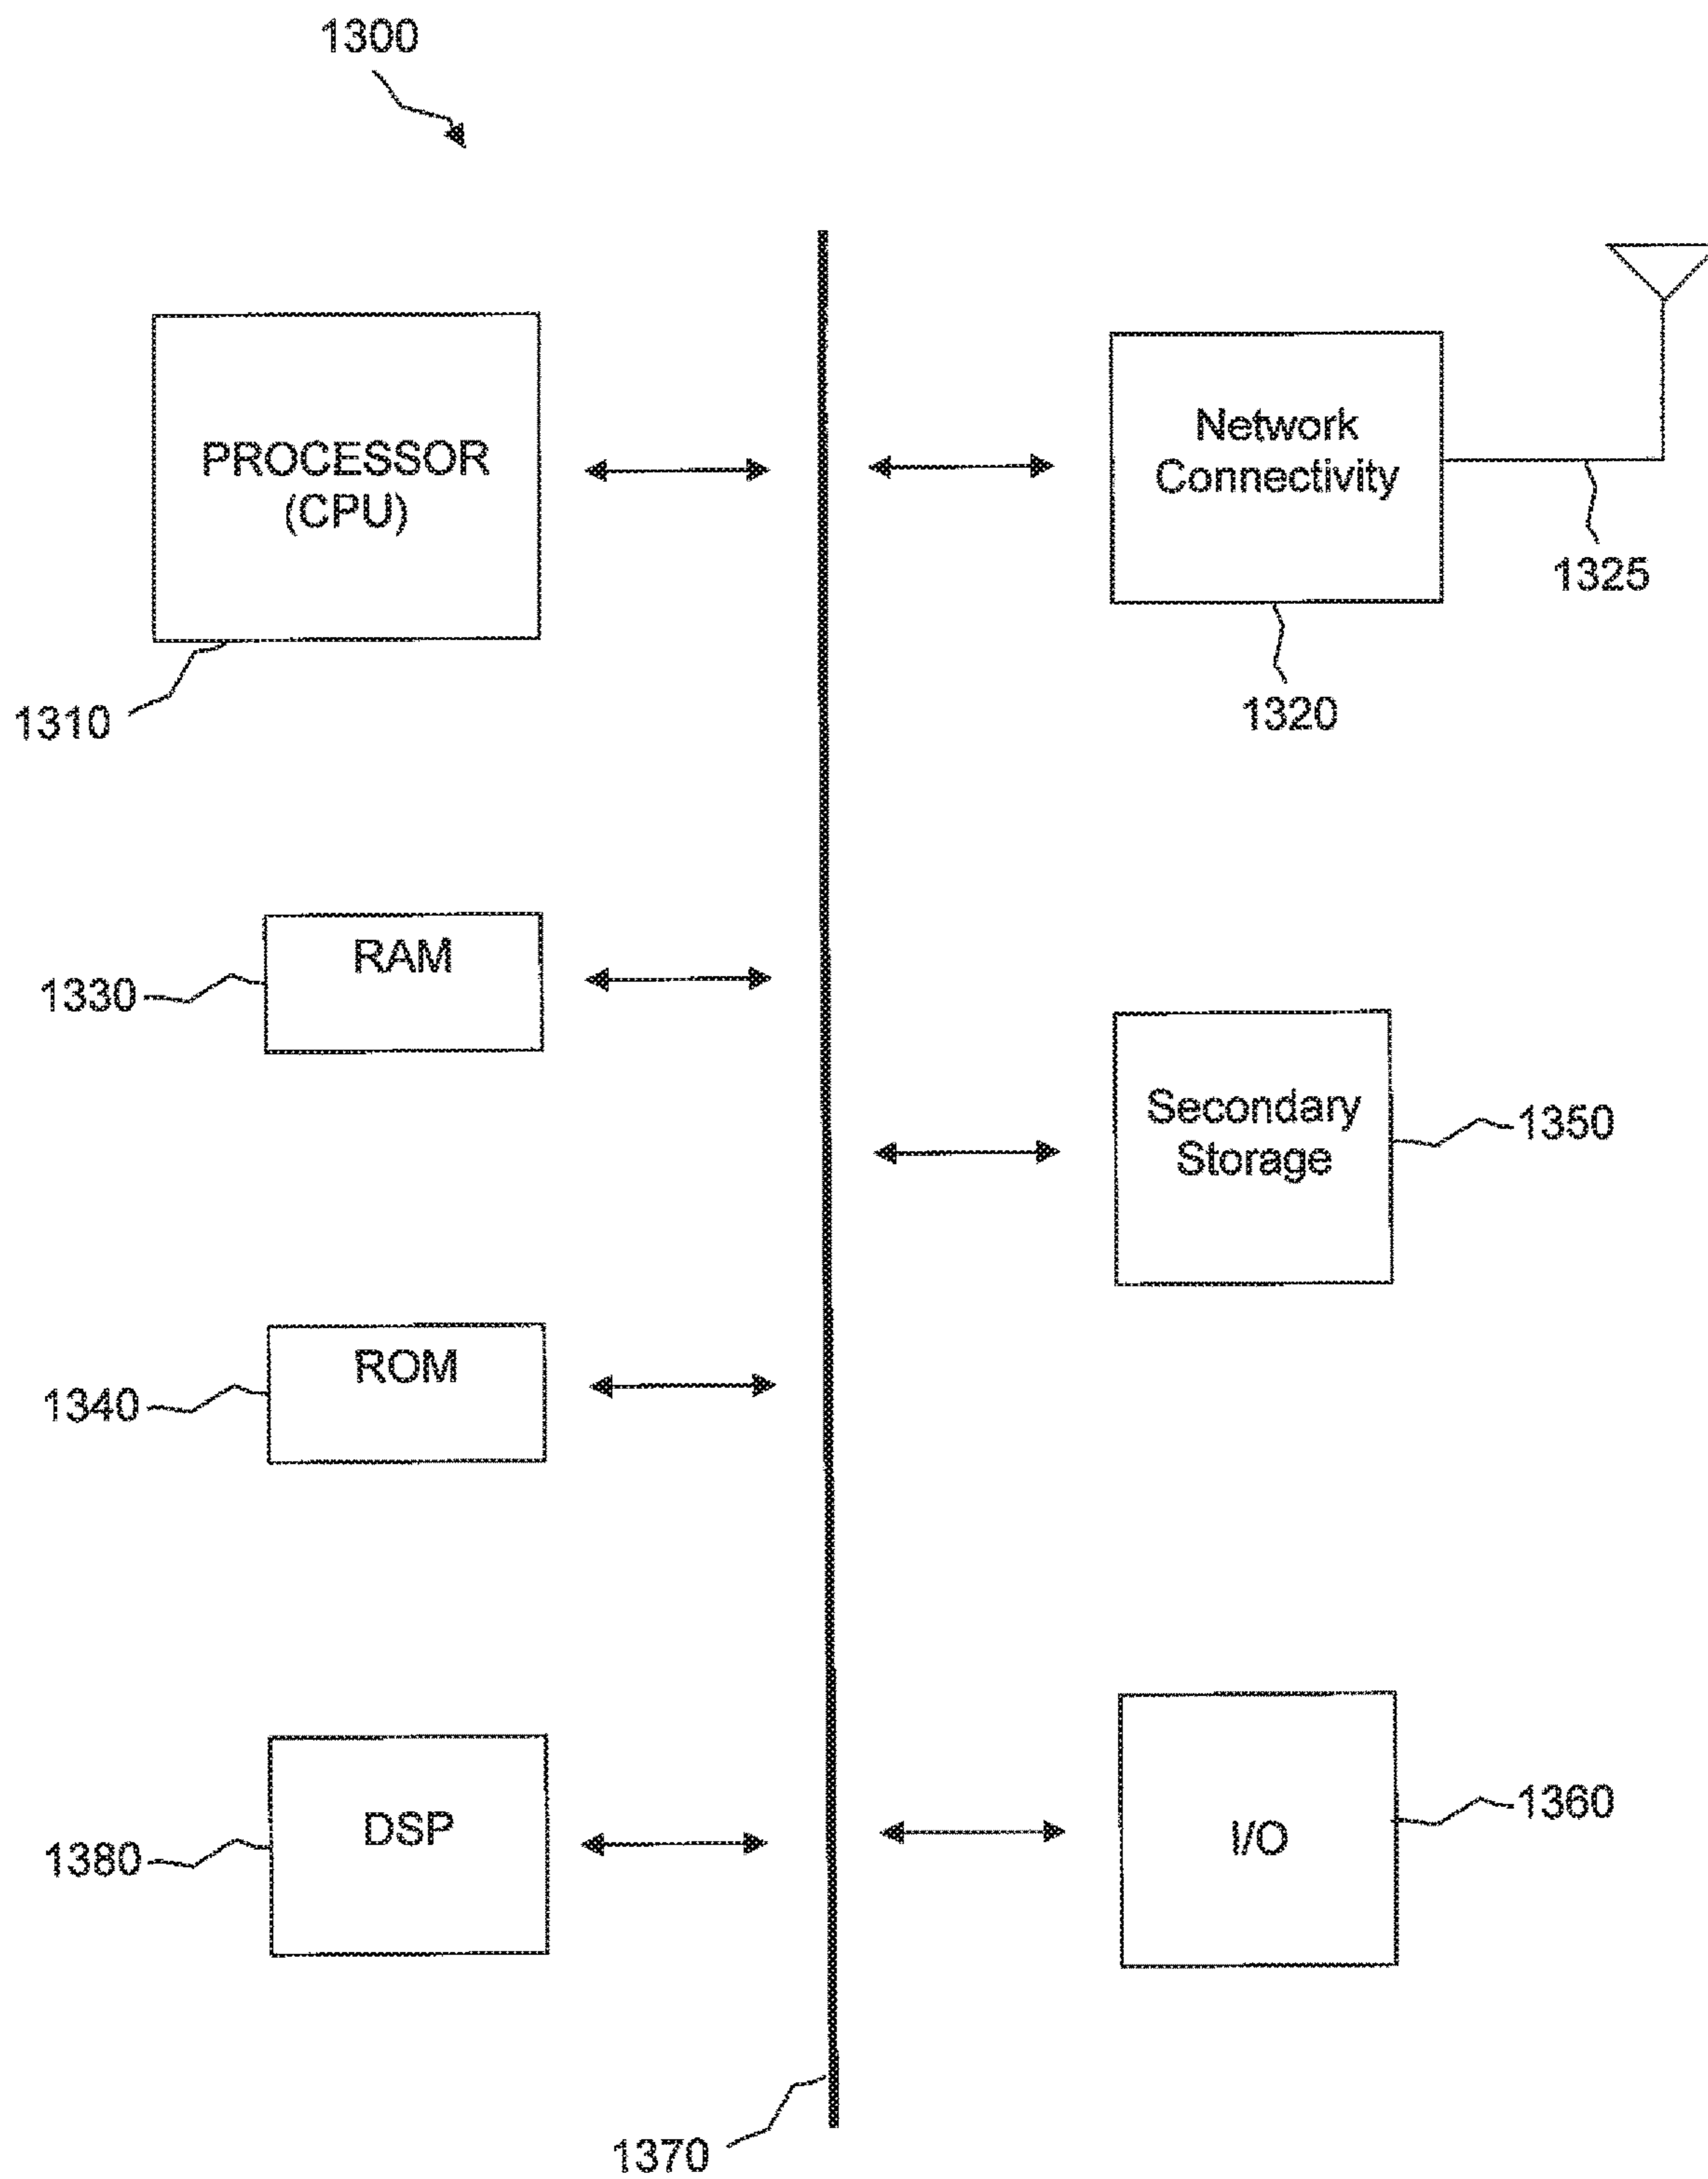 1300
PROCESSOR
(CPU)
Network
Connectivity
1325
1310
1320
RAM
1330
Secondary
Storage
1350
ROM
1340
DSP
1380
I/O
1360
1370